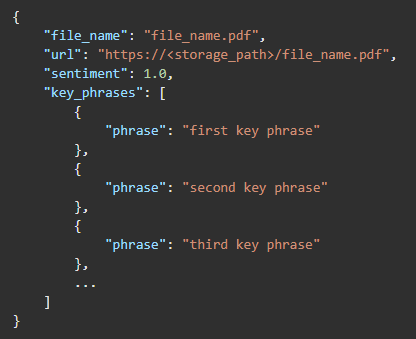 {
    "file_name": "file_name.pdf",
    "url": "https://<storage_path>/file_name.pdf",
    "sentiment": 1.0,
    "key_phrases": [
        {
            "phrase": "first key phrase"
        },
        {
            "phrase": "second key phrase"
        },
        {
            "phrase": "third key phrase"
        },
        ...
    ]
}